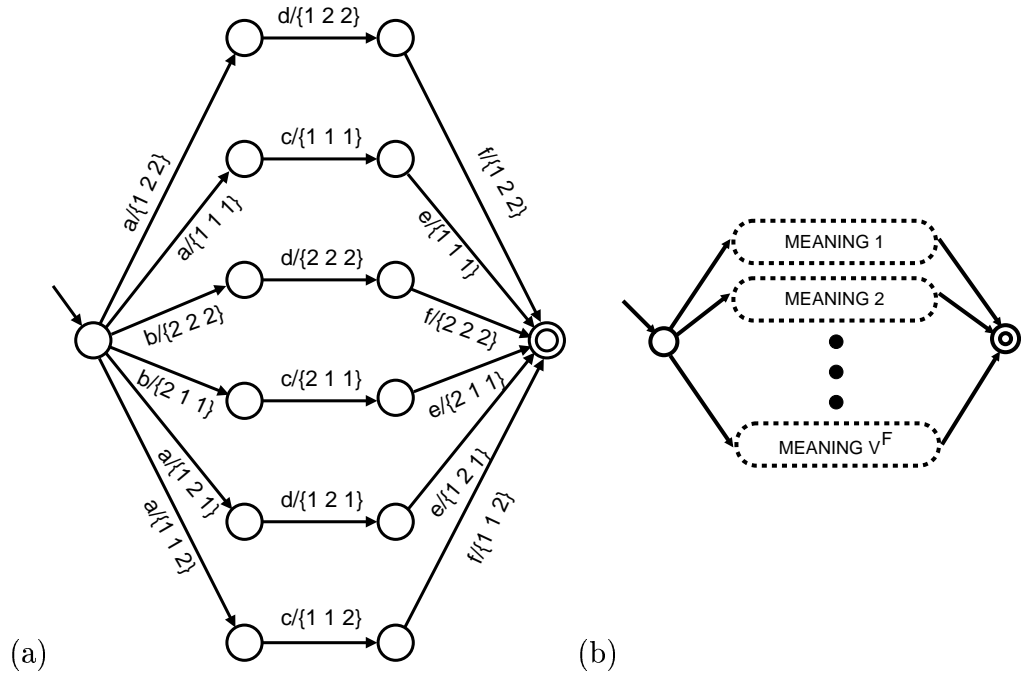 d/{1 2 2}
a/{1 2 2}
f/{1 2 2}
c/{1 1 1}
a/{1 1 1}
e/{1 1 1}
d/{2 2 2}
b/{2 2 2}
f/{2 2 2}
c/{2 1 1}
b/{2 1 1}
e/{2 1 1}
d/{1 2 1}
a/{1 2 1}
e/{1 2 1}
c/{1 1 2}
a/{1 1 2}
f/{1 1 2}
(a)
MEANING 1
MEANING 2
MEANING V^F
(b)